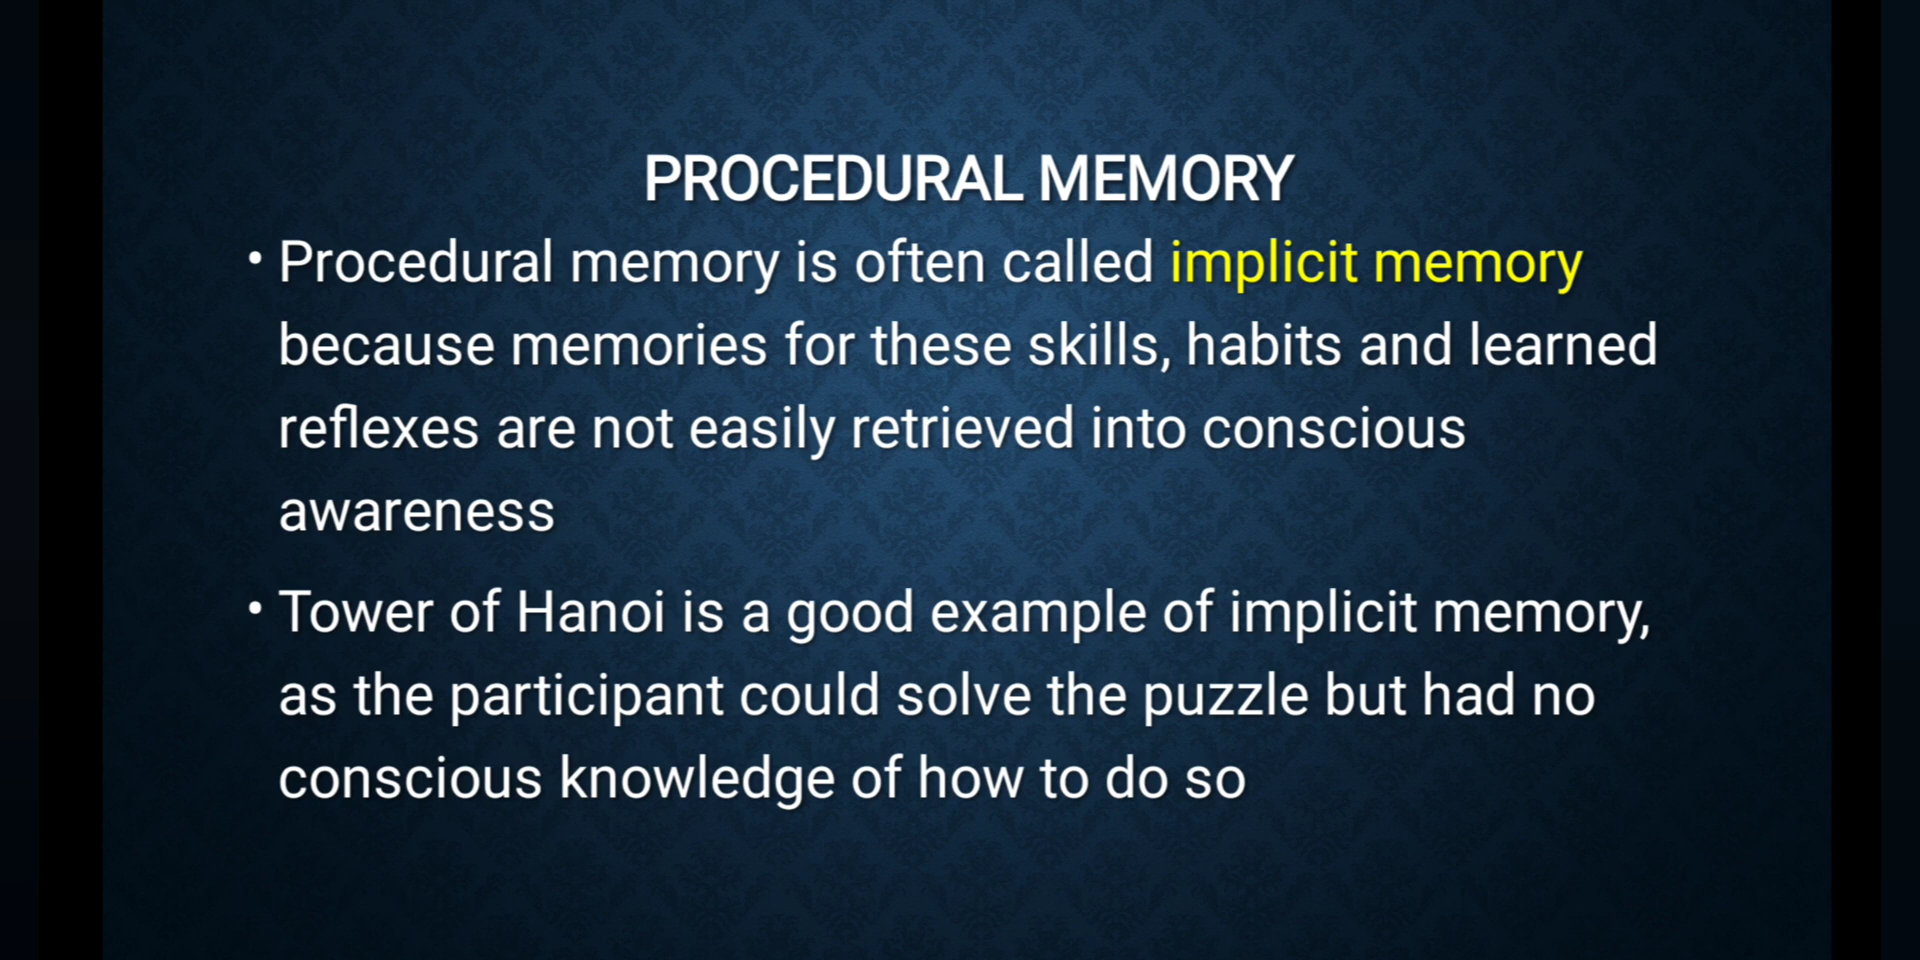 PROCEDURAL MEMORY
• Procedural memory is often called implicit memory
because memories for these skills, habits and learned
reflexes are not easily retrieved into conscious
awareness
• Tower of Hanoi is a good example of implicit memory,
as the participant could solve the puzzle but had no
conscious knowledge of how to do so